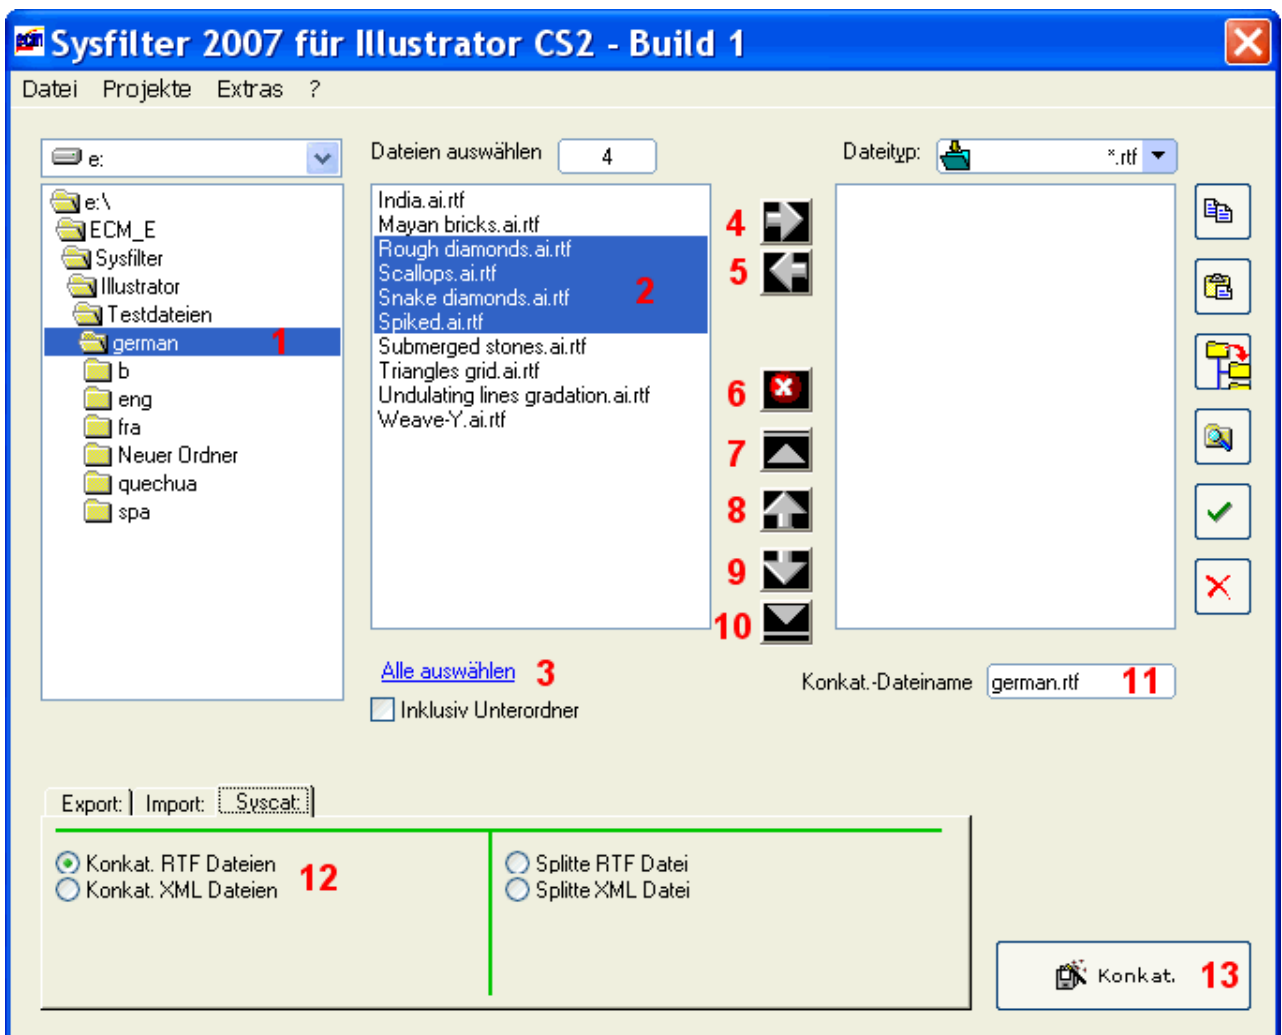 ecm Sysfilter 2007 für Illustrator CS2 - Build 1
Datei Projekte Extras ?
e:
Dateien auswählen 4
Dateityp: *.rtf
e:\
ECM_E
Sysfilter
Illustrator
Testdateien
german 1
b
eng
fra
Neuer Ordner
quechua
spa
India.ai.rtf
Mayan bricks.ai.rtf
Rough diamonds.ai.rtf
Scallops.ai.rtf
Snake diamonds.ai.rtf 2
Spiked.ai.rtf
Submerged stones.ai.rtf
Triangles grid.ai.rtf
Undulating lines gradation.ai.rtf
Weave-Y.ai.rtf
4
5
6
7
8
9
10
Alle auswählen 3
Inklusiv Unterordner
Konkat.-Dateiname german.rtf 11
Export: Import: Syscat:
Konkat. RTF Dateien
Konkat. XML Dateien
12
Splitte RTF Datei
Splitte XML Datei
Konkat. 13